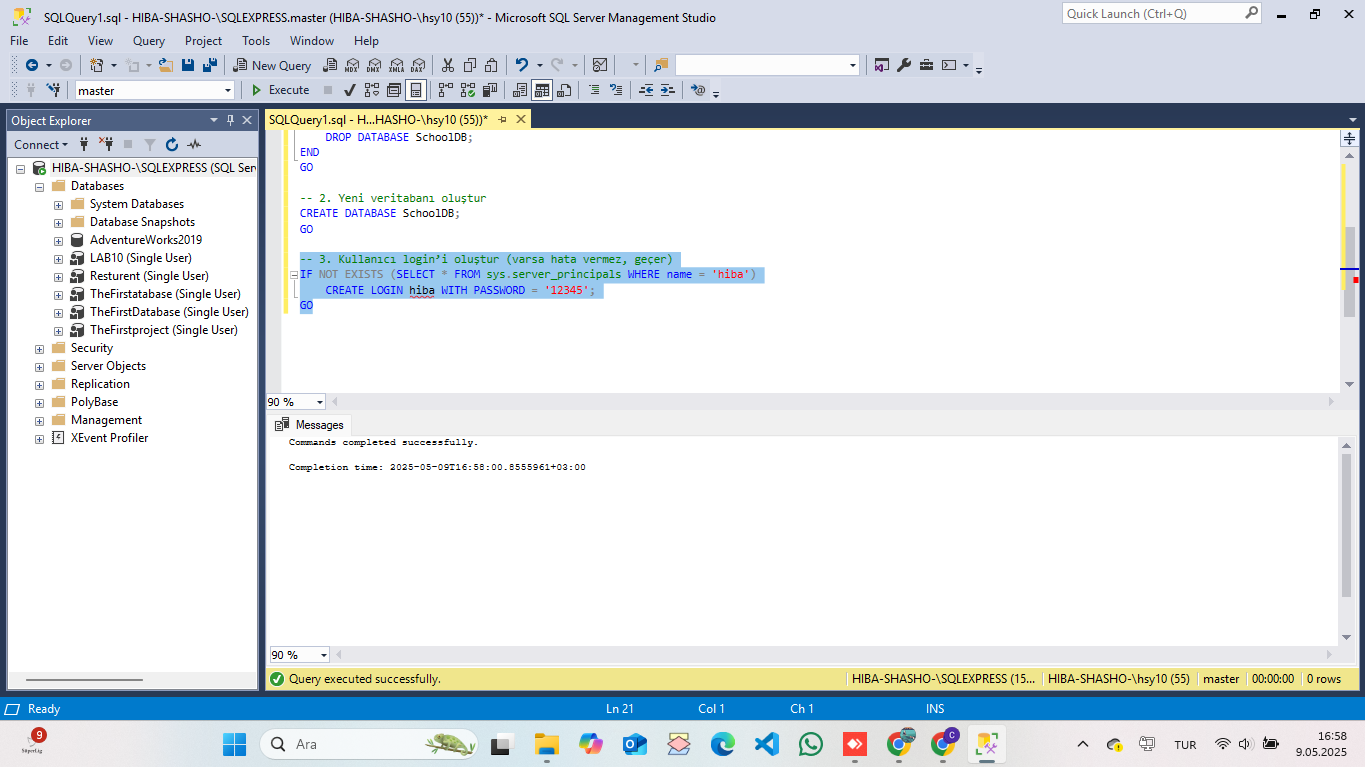 SQLQuery1.sql - HIBA-SHASHO-\SQLEXPRESS.master (HIBA-SHASHO-\hsy10 (55))* - Microsoft SQL Server Management Studio
Quick Launch (Ctrl+Q)
File Edit View Query Project Tools Window Help
New Query MDX DMX XMLA DAX
master Execute
Object Explorer
SQLQuery1.sql - H...HASHO-\hsy10 (55))*
Connect
HIBA-SHASHO-\SQLEXPRESS (SQL Ser
Databases
System Databases
Database Snapshots
AdventureWorks2019
LAB10 (Single User)
Resturent (Single User)
TheFirstatabase (Single User)
TheFirstDatabase (Single User)
TheFirstproject (Single User)
Security
Server Objects
Replication
PolyBase
Management
XEvent Profiler
DROP DATABASE SchoolDB;
END
GO
-- 2. Yeni veritabanı oluştur
CREATE DATABASE SchoolDB;
GO
-- 3. Kullanıcı login’i oluştur (varsa hata vermez, geçer)
IF NOT EXISTS (SELECT * FROM sys.server_principals WHERE name = 'hiba')
CREATE LOGIN hiba WITH PASSWORD = '12345';
GO
90 %
Messages
Commands completed successfully.
Completion time: 2025-05-09T16:58:00.8555961+03:00
90 %
Query executed successfully. HIBA-SHASHO-\SQLEXPRESS (15... HIBA-SHASHO-\hsy10 (55) master 00:00:00 0 rows
Ready Ln 21 Col 1 Ch 1 INS
9
SüperLig
Ara
C
TUR
16:58
9.05.2025